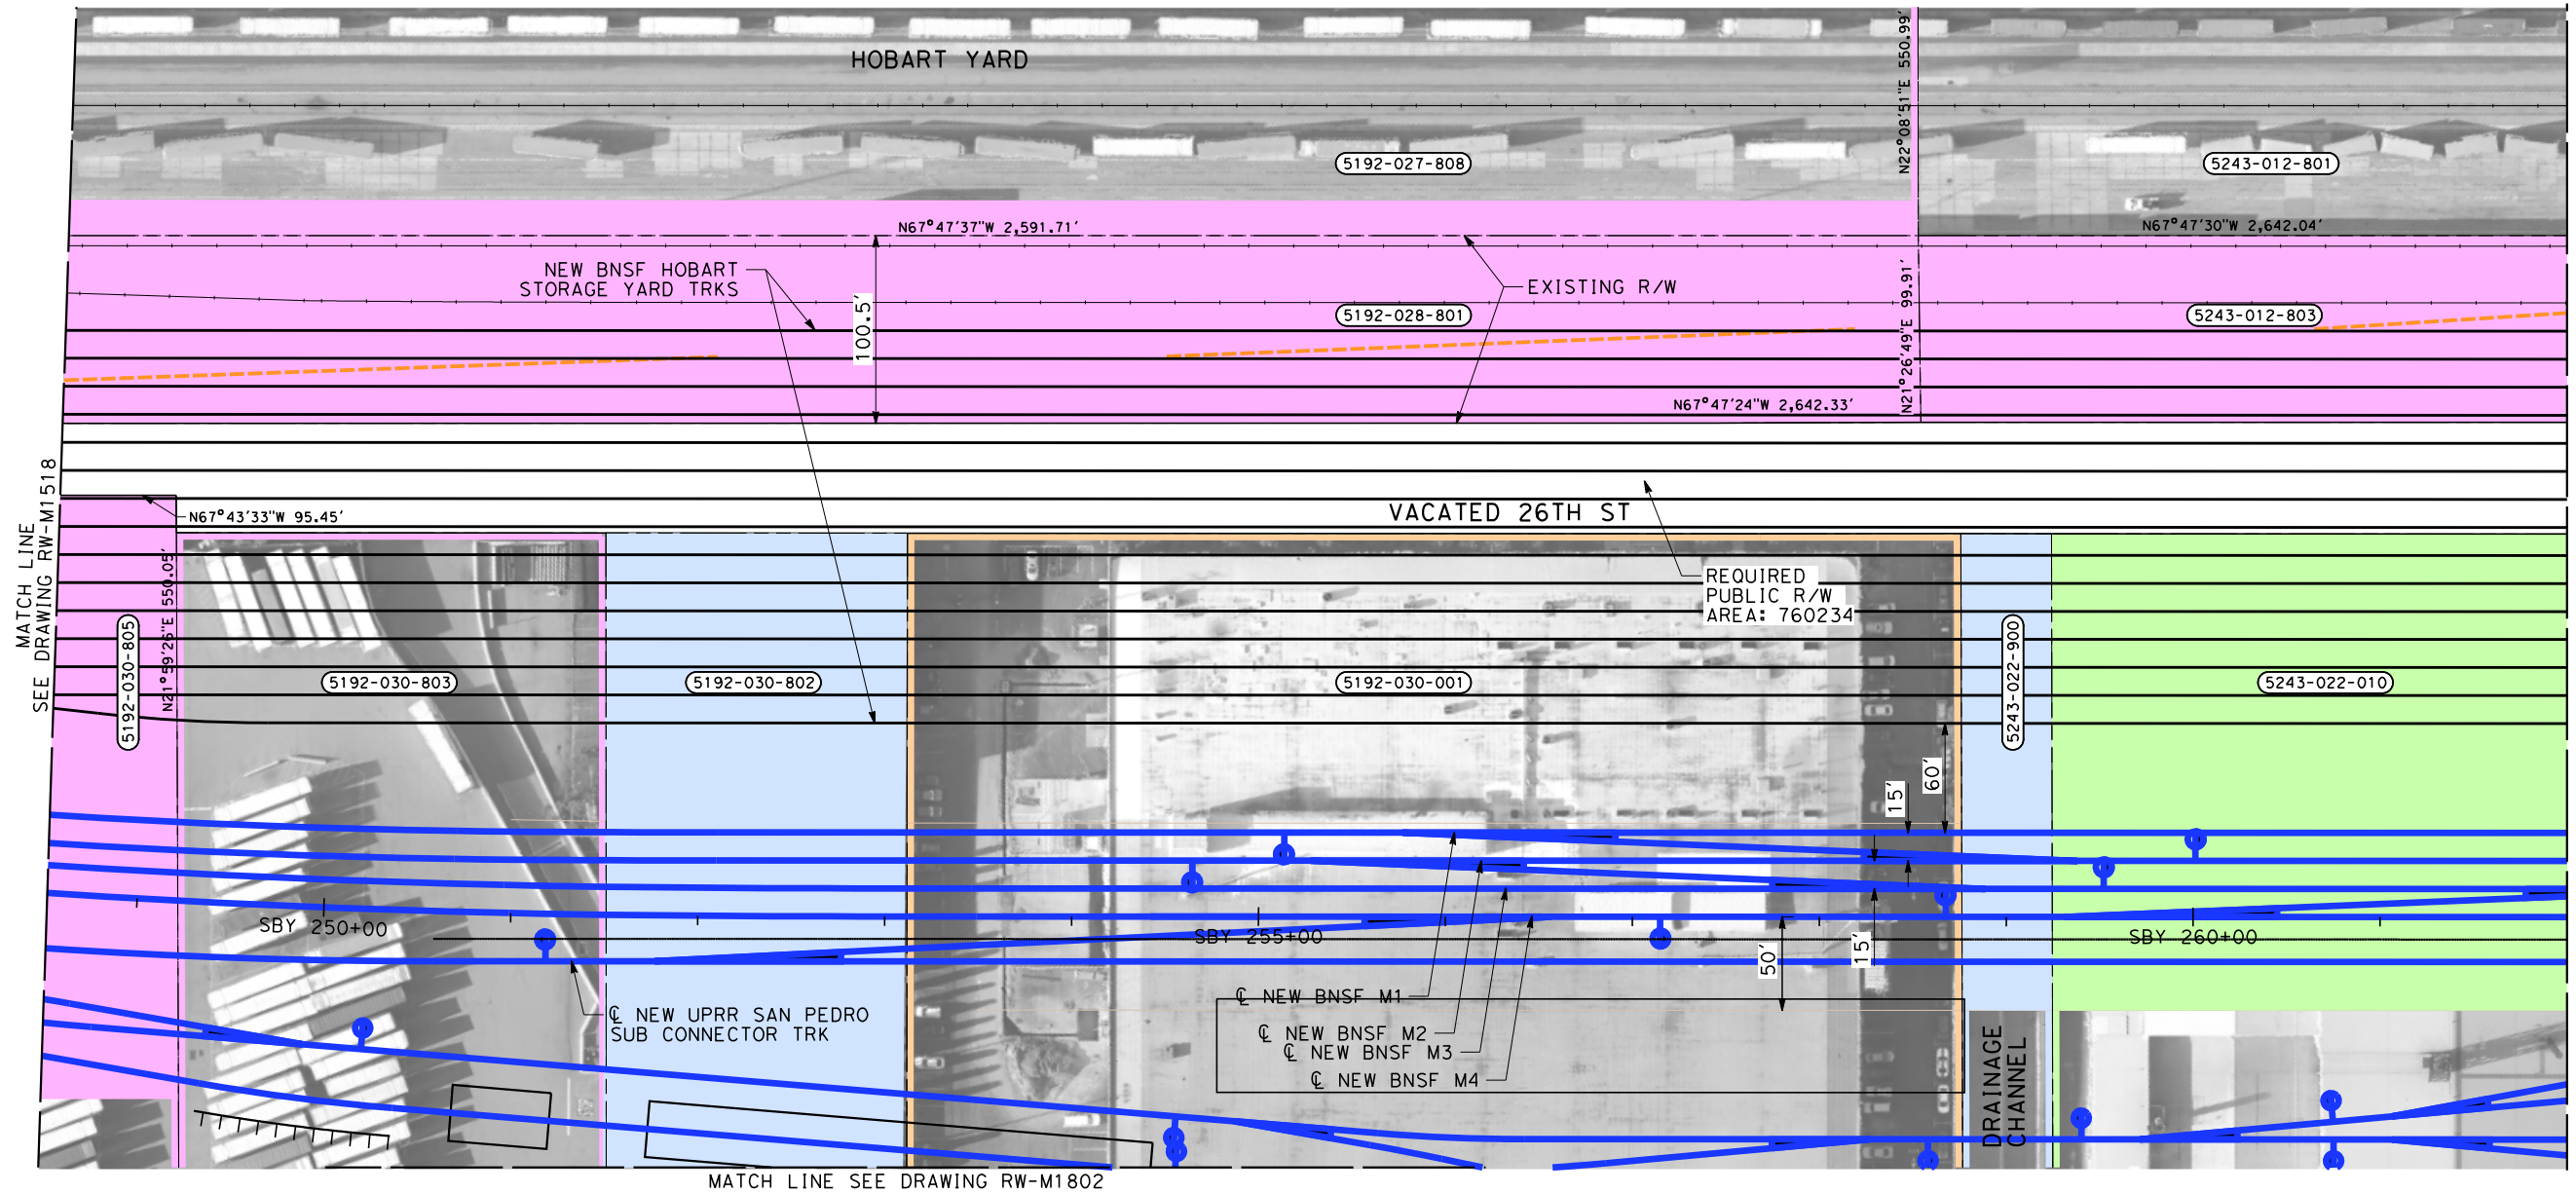 HOBART YARD
N22°08'51"E 550.99'
5192-027-808
5243-012-801
N67°47'37"W 2,591.71'
N67°47'30"W 2,642.04'
NEW BNSF HOBART
STORAGE YARD TRKS
100.5'
EXISTING R/W
5192-028-801
N21°26'49"E 99.91'
5243-012-803
N67°47'24"W 2,642.33'
MATCH LINE
SEE DRAWING RW-M1518
N67°43'33"W 95.45'
VACATED 26TH ST
REQUIRED
PUBLIC R/W
AREA: 760234
5192-030-805
N21°59'26"E 550.05'
5192-030-803
5192-030-802
5192-030-001
5243-022-900
5243-022-010
60'
15'
SBY 250+00
SBY 255+00
SBY 260+00
50'
15'
℄ NEW BNSF M1
℄ NEW UPRR SAN PEDRO
SUB CONNECTOR TRK
℄ NEW BNSF M2
℄ NEW BNSF M3
℄ NEW BNSF M4
DRAINAGE
CHANNEL
MATCH LINE SEE DRAWING RW-M1802